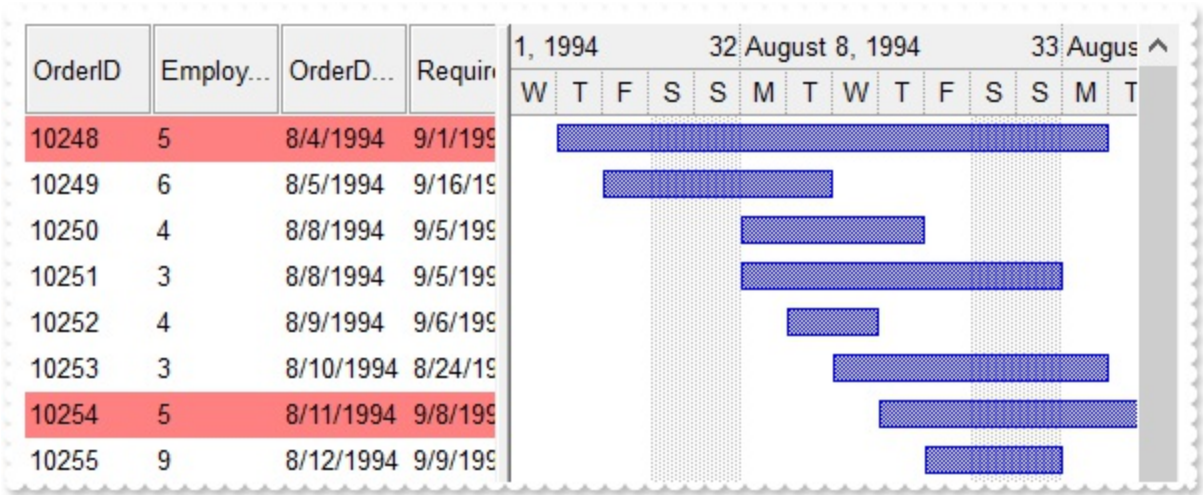 1, 1994 32 August 8, 1994 33 Augus
OrderID Employ... OrderD... Require
W T F S S M T W T F S S M T
10248 5 8/4/1994 9/1/199
10249 6 8/5/1994 9/16/19
10250 4 8/8/1994 9/5/199
10251 3 8/8/1994 9/5/199
10252 4 8/9/1994 9/6/199
10253 3 8/10/1994 8/24/19
10254 5 8/11/1994 9/8/199
10255 9 8/12/1994 9/9/199